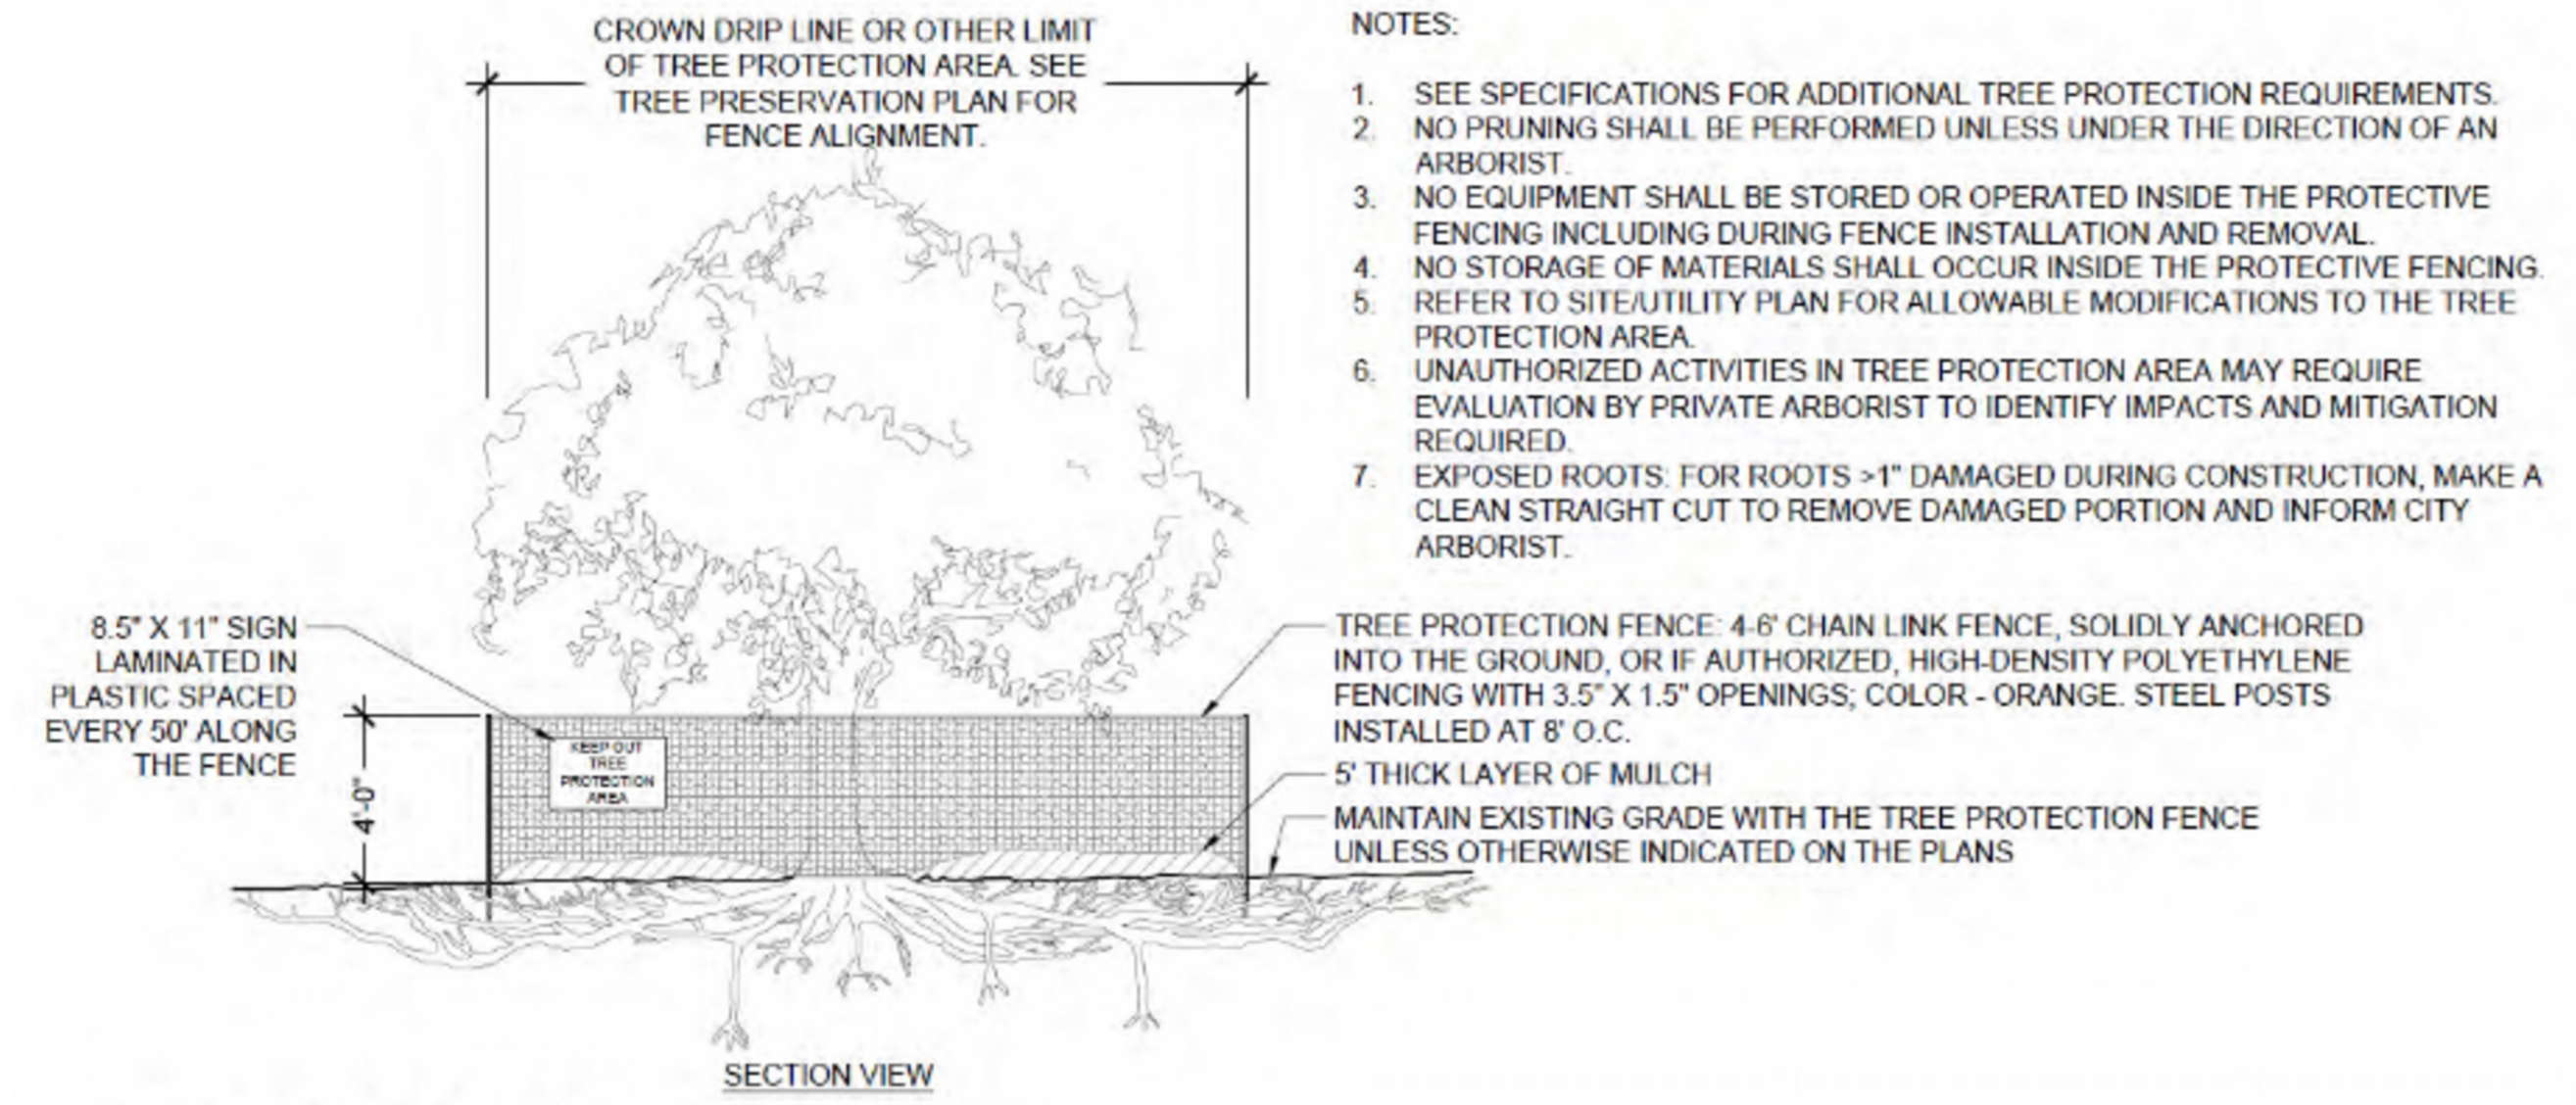 CROWN DRIP LINE OR OTHER LIMIT
OF TREE PROTECTION AREA. SEE
TREE PRESERVATION PLAN FOR
FENCE ALIGNMENT.
NOTES:
1. SEE SPECIFICATIONS FOR ADDITIONAL TREE PROTECTION REQUIREMENTS.
2. NO PRUNING SHALL BE PERFORMED UNLESS UNDER THE DIRECTION OF AN
ARBORIST.
3. NO EQUIPMENT SHALL BE STORED OR OPERATED INSIDE THE PROTECTIVE
FENCING INCLUDING DURING FENCE INSTALLATION AND REMOVAL.
4. NO STORAGE OF MATERIALS SHALL OCCUR INSIDE THE PROTECTIVE FENCING.
5. REFER TO SITE/UTILITY PLAN FOR ALLOWABLE MODIFICATIONS TO THE TREE
PROTECTION AREA.
6. UNAUTHORIZED ACTIVITIES IN TREE PROTECTION AREA MAY REQUIRE
EVALUATION BY PRIVATE ARBORIST TO IDENTIFY IMPACTS AND MITIGATION
REQUIRED.
7. EXPOSED ROOTS: FOR ROOTS >1" DAMAGED DURING CONSTRUCTION, MAKE A
CLEAN STRAIGHT CUT TO REMOVE DAMAGED PORTION AND INFORM CITY
ARBORIST.
8.5" X 11" SIGN
LAMINATED IN
PLASTIC SPACED
EVERY 50' ALONG
THE FENCE
4'-0"
KEEP OUT
TREE
PROTECTION
AREA
TREE PROTECTION FENCE: 4-6' CHAIN LINK FENCE, SOLIDLY ANCHORED
INTO THE GROUND, OR IF AUTHORIZED, HIGH-DENSITY POLYETHYLENE
FENCING WITH 3.5" X 1.5" OPENINGS; COLOR - ORANGE. STEEL POSTS
INSTALLED AT 8' O.C.
5' THICK LAYER OF MULCH
MAINTAIN EXISTING GRADE WITH THE TREE PROTECTION FENCE
UNLESS OTHERWISE INDICATED ON THE PLANS
SECTION VIEW